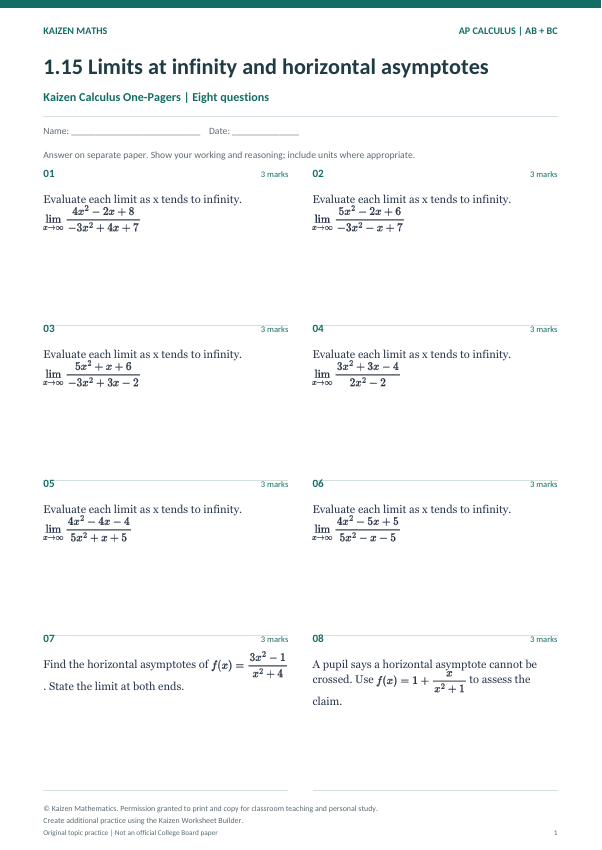 KAIZEN MATHS
AP CALCULUS | AB + BC
1.15 Limits at infinity and horizontal asymptotes
Kaizen Calculus One-Pagers | Eight questions
Name: ____________________________ Date: ______________
Answer on separate paper. Show your working and reasoning; include units where appropriate.
01 3 marks
Evaluate each limit as x tends to infinity.
lim x→∞ (4x² − 2x + 8)/(−3x² + 4x + 7)
02 3 marks
Evaluate each limit as x tends to infinity.
lim x→∞ (5x² − 2x + 6)/(−3x² − x + 7)
03 3 marks
Evaluate each limit as x tends to infinity.
lim x→∞ (5x² + x + 6)/(−3x² + 3x − 2)
04 3 marks
Evaluate each limit as x tends to infinity.
lim x→∞ (3x² + 3x − 4)/(2x² − 2)
05 3 marks
Evaluate each limit as x tends to infinity.
lim x→∞ (4x² − 4x − 4)/(5x² + x + 5)
06 3 marks
Evaluate each limit as x tends to infinity.
lim x→∞ (4x² − 5x + 5)/(5x² − x − 5)
07 3 marks
Find the horizontal asymptotes of f(x) = (3x² − 1)/(x² + 4)
. State the limit at both ends.
08 3 marks
A pupil says a horizontal asymptote cannot be
crossed. Use f(x) = 1 + x/(x² + 1) to assess the
claim.
© Kaizen Mathematics. Permission granted to print and copy for classroom teaching and personal study.
Create additional practice using the Kaizen Worksheet Builder.
Original topic practice | Not an official College Board paper
1